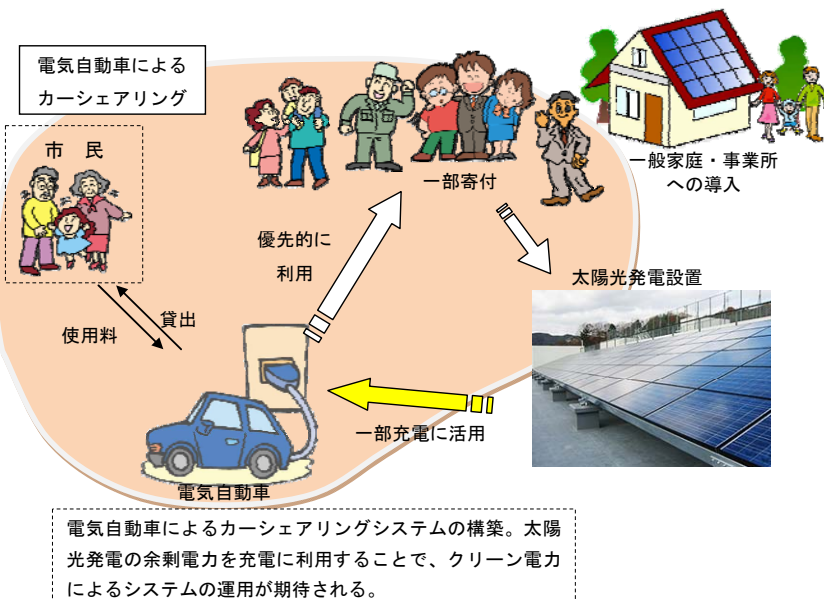 電気自動車による
カーシェアリング
市　民
一部寄付
一般家庭・事業所
への導入
優先的に
利用
太陽光発電設置
貸出
使用料
一部充電に活用
電気自動車
電気自動車によるカーシェアリングシステムの構築。太陽
光発電の余剰電力を充電に利用することで、クリーン電力
によるシステムの運用が期待される。